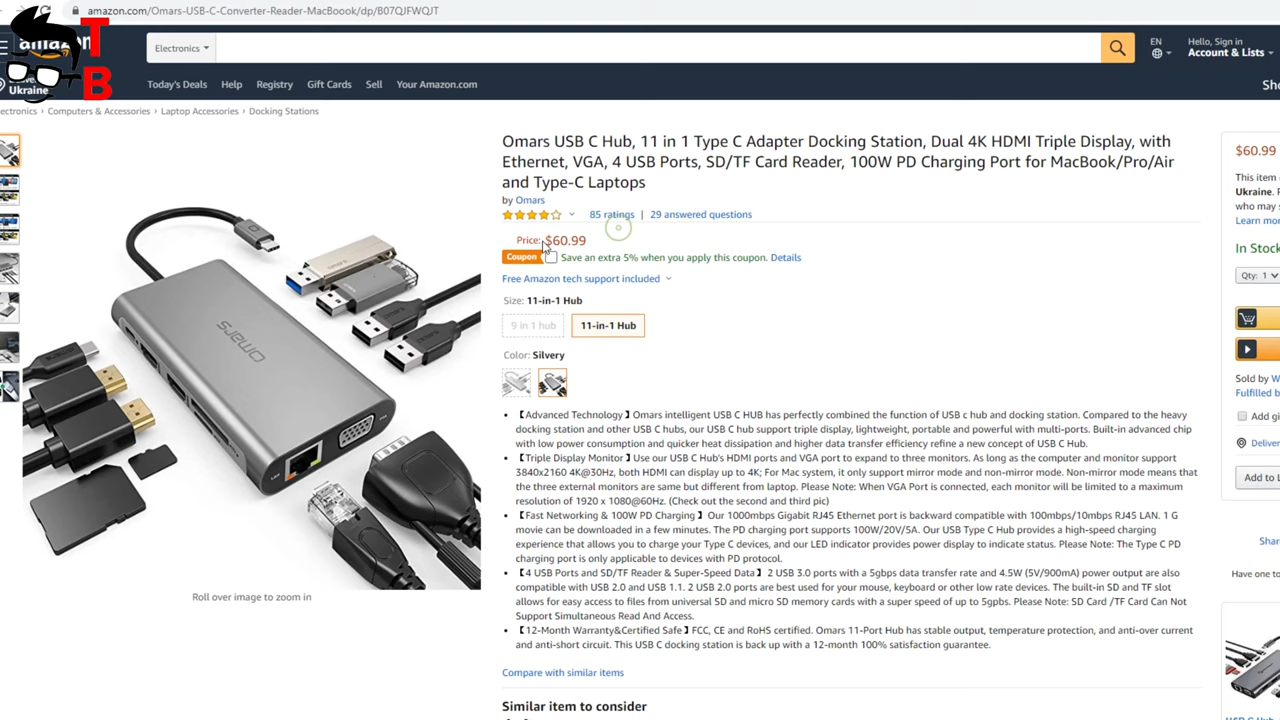 amazon.com/Omars-USB-C-Converter-Reader-MacBoook/dp/B07QJFWQJT
T
B
amazon
Electronics
EN
Hello, Sign in
Account & Lists
Ukraine
Today's Deals
Help
Registry
Gift Cards
Sell
Your Amazon.com
Sho
ectronics › Computers & Accessories › Laptop Accessories › Docking Stations
Omars USB C Hub, 11 in 1 Type C Adapter Docking Station, Dual 4K HDMI Triple Display, with
Ethernet, VGA, 4 USB Ports, SD/TF Card Reader, 100W PD Charging Port for MacBook/Pro/Air
and Type-C Laptops
by Omars
85 ratings | 29 answered questions
Price: $60.99
Coupon Save an extra 5% when you apply this coupon. Details
Free Amazon tech support included
Size: 11-in-1 Hub
9 in 1 hub
11-in-1 Hub
Color: Silvery
• 【Advanced Technology】Omars intelligent USB C HUB has perfectly combined the function of USB c hub and docking station. Compared to the heavy
docking station and other USB C hubs, our USB C hub support triple display, lightweight, portable and powerful with multi-ports. Built-in advanced chip
with low power consumption and quicker heat dissipation and higher data transfer efficiency refine a new concept of USB C Hub.
• 【Triple Display Monitor】Use our USB C Hub's HDMI ports and VGA port to expand to three monitors. As long as the computer and monitor support
3840x2160 4K@30Hz, both HDMI can display up to 4K; For Mac system, it only support mirror mode and non-mirror mode. Non-mirror mode means that
the three external monitors are same but different from laptop. Please Note: When VGA Port is connected, each monitor will be limited to a maximum
resolution of 1920 x 1080@60Hz. (Check out the second and third pic)
• 【Fast Networking & 100W PD Charging】Our 1000mbps Gigabit RJ45 Ethernet port is backward compatible with 100mbps/10mbps RJ45 LAN. 1 G
movie can be downloaded in a few minutes. The PD charging port supports 100W/20V/5A. Our USB Type C Hub provides a high-speed charging
experience that allows you to charge your Type C devices, and our LED indicator provides power display to indicate status. Please Note: The Type C PD
charging port is only applicable to devices with PD protocol.
• 【4 USB Ports and SD/TF Reader & Super-Speed Data】 2 USB 3.0 ports with a 5gbps data transfer rate and 4.5W (5V/900mA) power output are also
compatible with USB 2.0 and USB 1.1. 2 USB 2.0 ports are best used for your mouse, keyboard or other low rate devices. The built-in SD and TF slot
allows for easy access to files from universal SD and micro SD memory cards with a super speed of up to 5gbps. Please Note: SD Card /TF Card Can Not
Support Simultaneous Read And Access.
• 【12-Month Warranty&Certified Safe】FCC, CE and RoHS certified. Omars 11-Port Hub has stable output, temperature protection, and anti-over current
and anti-short circuit. This USB C docking station is back up with a 12-month 100% satisfaction guarantee.
Compare with similar items
Similar item to consider
omars
Roll over image to zoom in
$60.99
This item
Ukraine.
who may s
Learn mor
In Stock
Qty: 1
Sold by W
Fulfilled b
Add gi
Deliver
Add to L
Shar
Have one to